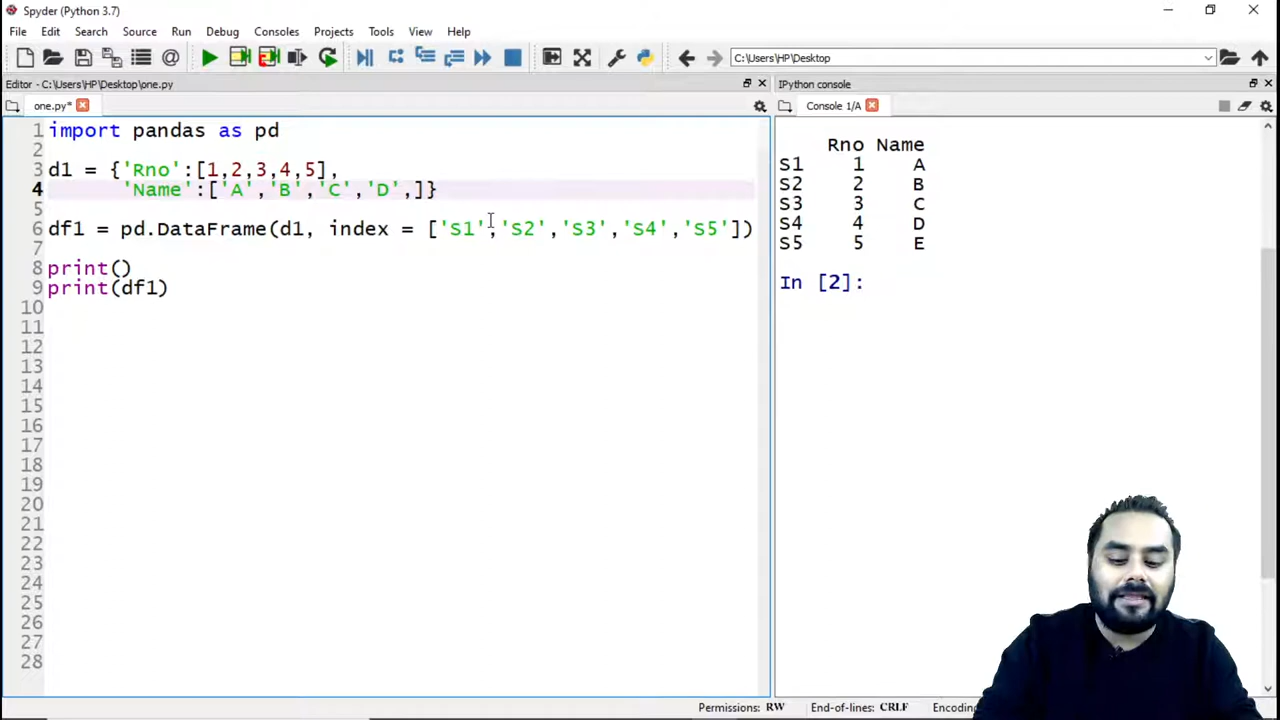 Spyder (Python 3.7)
File Edit Search Source Run Debug Consoles Projects Tools View Help
C:\Users\HP\Desktop
Editor - C:\Users\HP\Desktop\one.py
IPython console
one.py*
Console 1/A
1 import pandas as pd
2
3 d1 = {'Rno':[1,2,3,4,5],
4 'Name':['A','B','C','D',]}
5
6 df1 = pd.DataFrame(d1, index = ['S1','S2','S3','S4','S5'])
7
8 print()
9 print(df1)
10
11
12
13
14
15
16
17
18
19
20
21
22
23
24
25
26
27
28
Rno Name
S1 1 A
S2 2 B
S3 3 C
S4 4 D
S5 5 E
In [2]:
Permissions: RW End-of-lines: CRLF Encoding